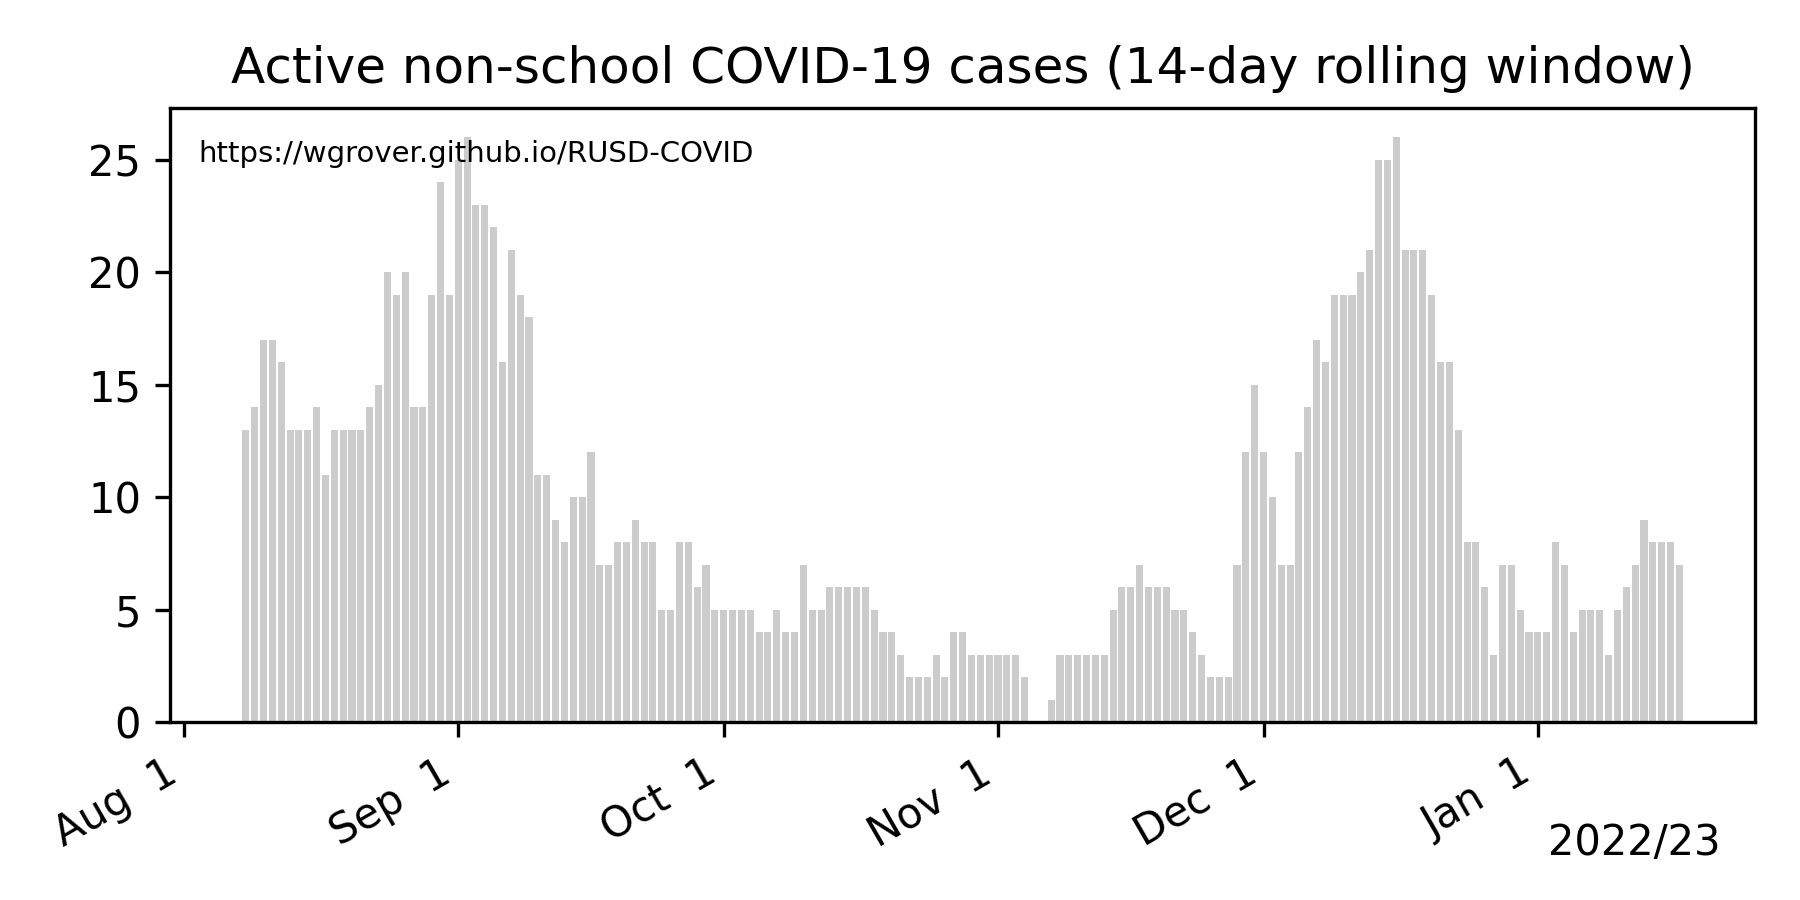 Active non-school COVID-19 cases (14-day rolling window)
https://wgrover.github.io/RUSD-COVID
25
20
15
10
5
0
Aug 1
Sep 1
Oct 1
Nov 1
Dec 1
Jan 1
2022/23